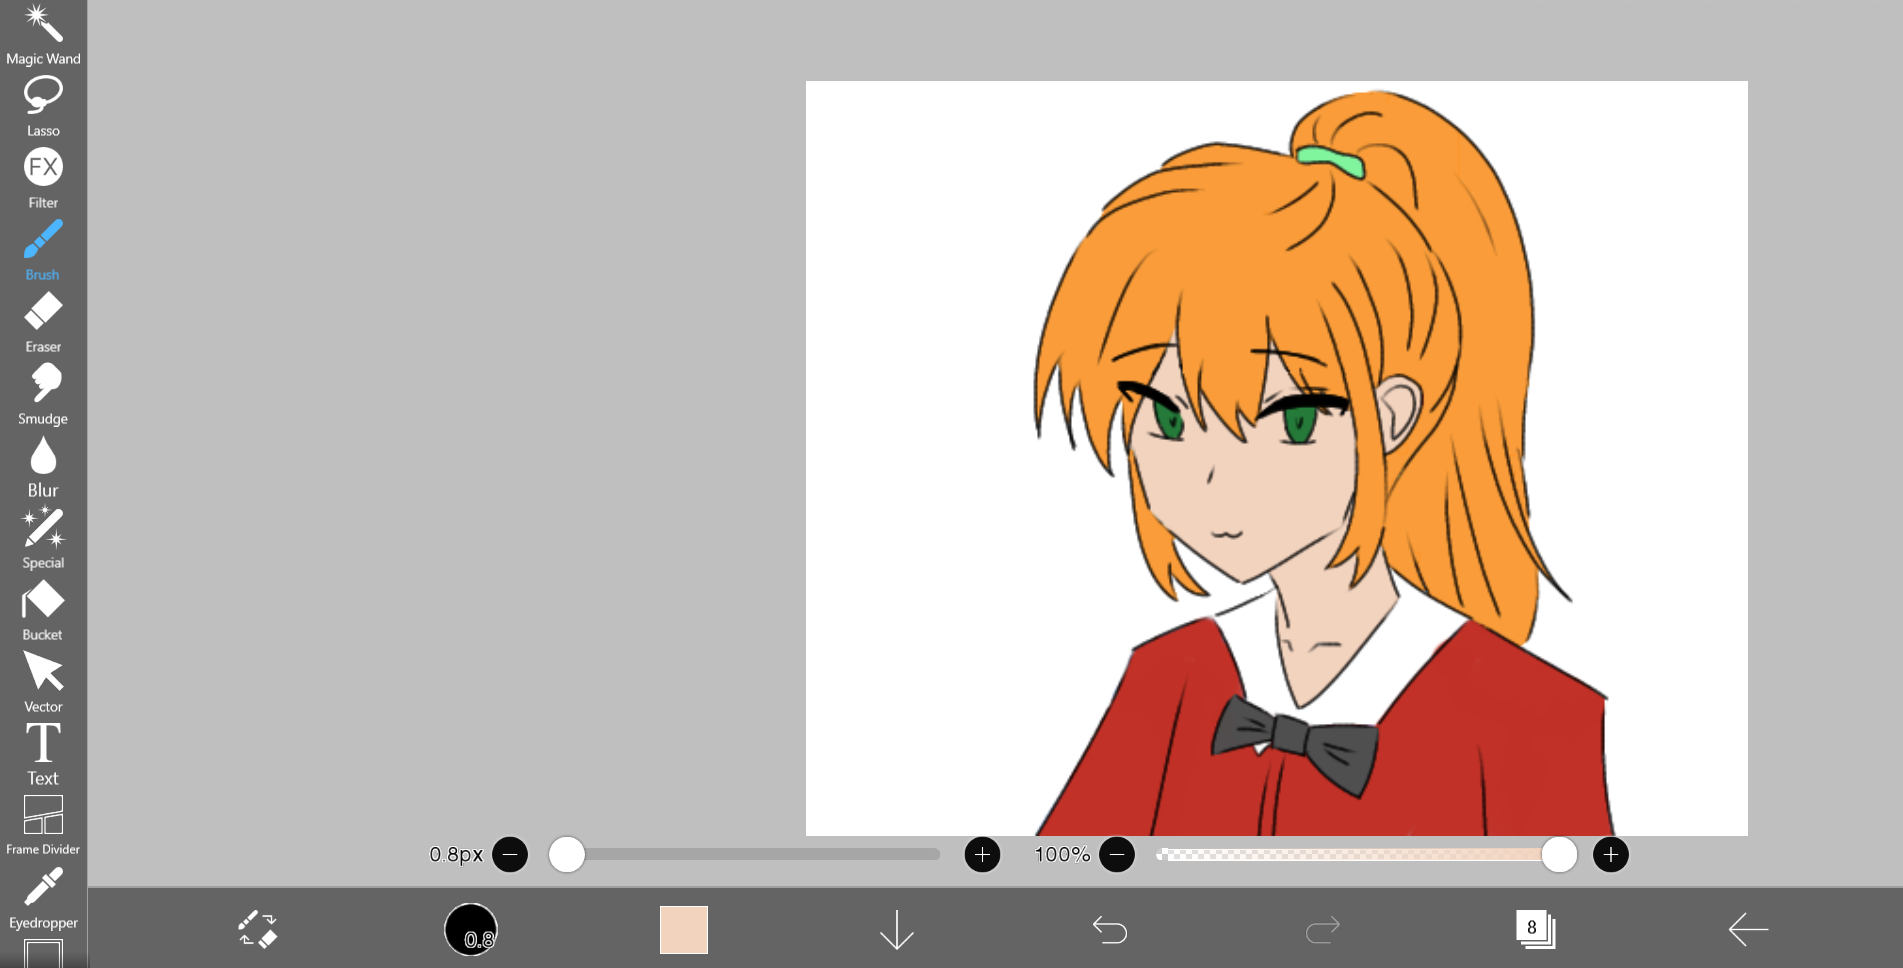 Magic Wand
Lasso
FX
Filter
Brush
Eraser
Smudge
Blur
Special
Bucket
Vector
T
Text
Frame Divider
Eyedropper
0.8px
100%
0.8
8